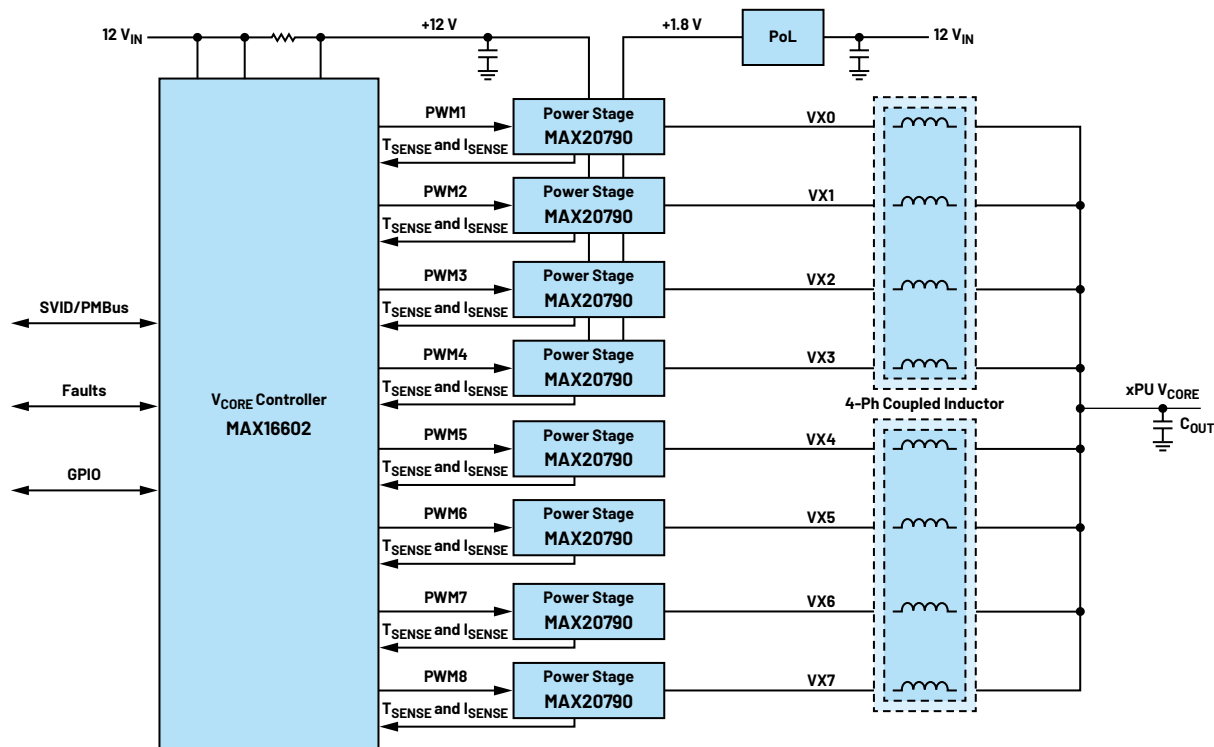 12 VIN
+12 V
+1.8 V
PoL
12 VIN
PWM1
TSENSE and ISENSE
Power Stage
MAX20790
VX0
PWM2
TSENSE and ISENSE
Power Stage
MAX20790
VX1
PWM3
TSENSE and ISENSE
Power Stage
MAX20790
VX2
SVID/PMBus
PWM4
TSENSE and ISENSE
Power Stage
MAX20790
VX3
Faults
VCORE Controller
MAX16602
4-Ph Coupled Inductor
xPU VCORE
COUT
PWM5
TSENSE and ISENSE
Power Stage
MAX20790
VX4
GPIO
PWM6
TSENSE and ISENSE
Power Stage
MAX20790
VX5
PWM7
TSENSE and ISENSE
Power Stage
MAX20790
VX6
PWM8
TSENSE and ISENSE
Power Stage
MAX20790
VX7